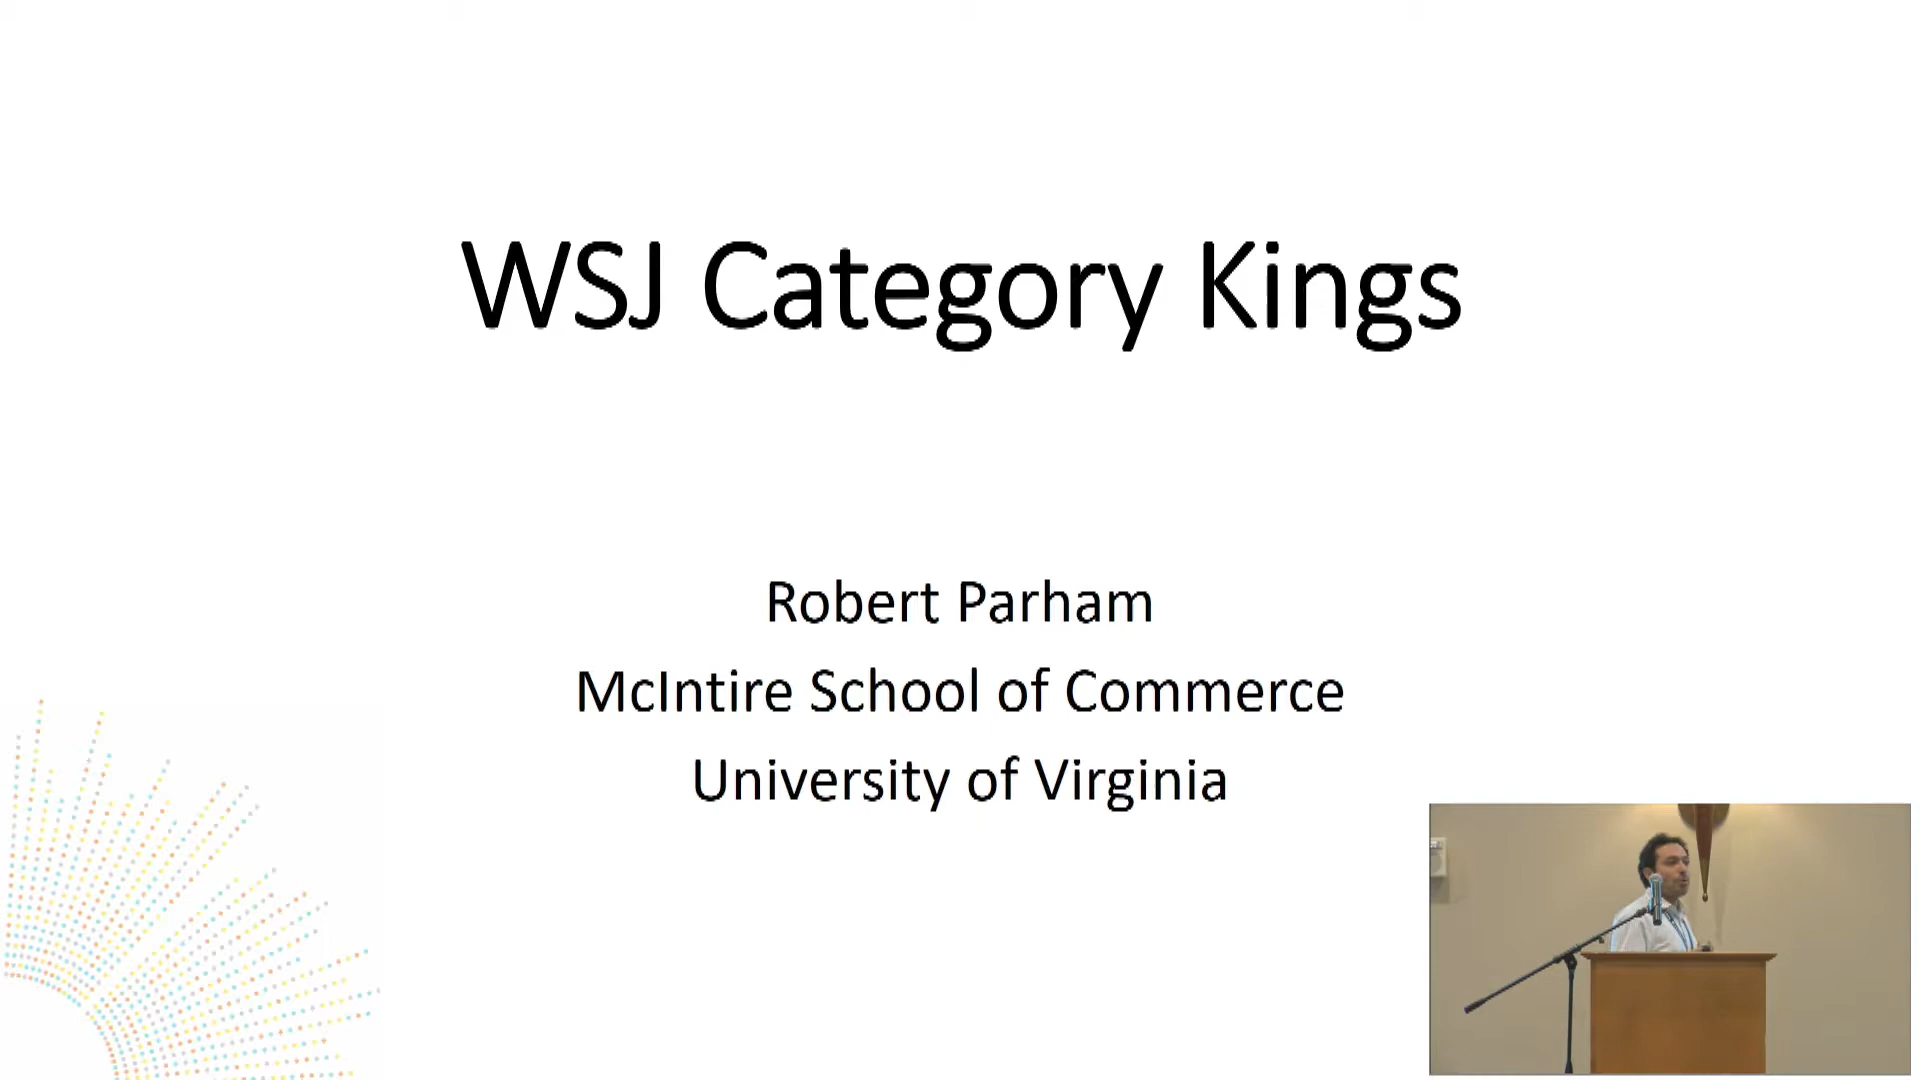 WSJ Category Kings
Robert Parham
McIntire School of Commerce
University of Virginia